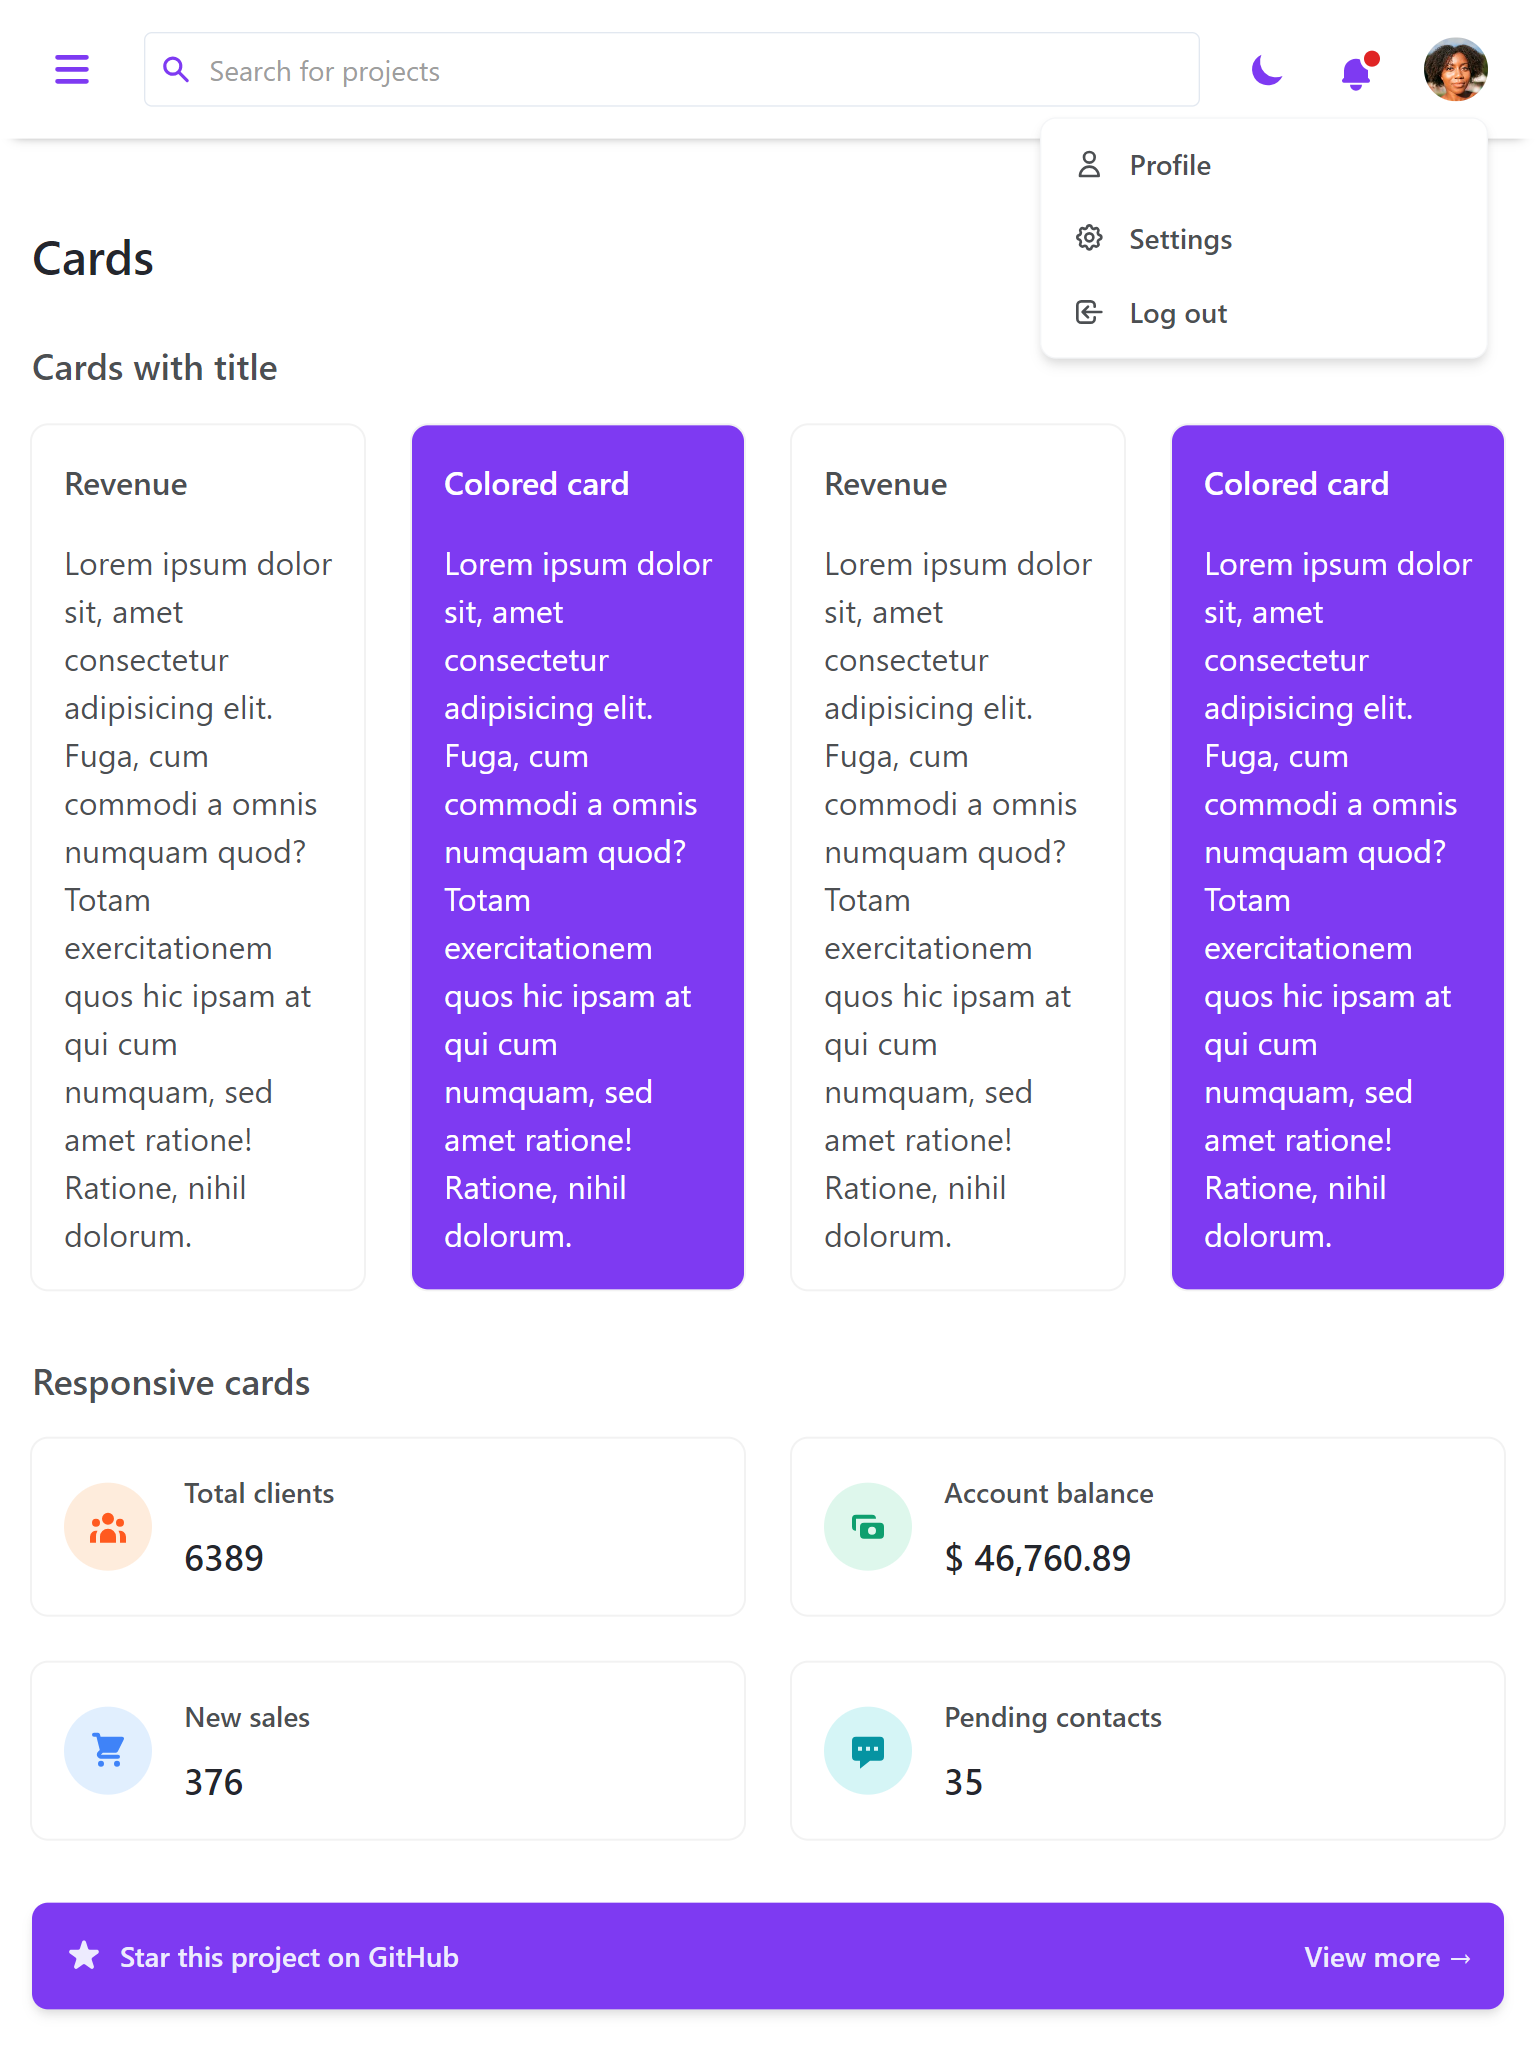 Search for projects
Profile
Settings
Log out
Cards
Cards with title
Revenue
Lorem ipsum dolor
sit, amet
consectetur
adipisicing elit.
Fuga, cum
commodi a omnis
numquam quod?
Totam
exercitationem
quos hic ipsam at
qui cum
numquam, sed
amet ratione!
Ratione, nihil
dolorum.
Colored card
Lorem ipsum dolor
sit, amet
consectetur
adipisicing elit.
Fuga, cum
commodi a omnis
numquam quod?
Totam
exercitationem
quos hic ipsam at
qui cum
numquam, sed
amet ratione!
Ratione, nihil
dolorum.
Revenue
Lorem ipsum dolor
sit, amet
consectetur
adipisicing elit.
Fuga, cum
commodi a omnis
numquam quod?
Totam
exercitationem
quos hic ipsam at
qui cum
numquam, sed
amet ratione!
Ratione, nihil
dolorum.
Colored card
Lorem ipsum dolor
sit, amet
consectetur
adipisicing elit.
Fuga, cum
commodi a omnis
numquam quod?
Totam
exercitationem
quos hic ipsam at
qui cum
numquam, sed
amet ratione!
Ratione, nihil
dolorum.
Responsive cards
Total clients
6389
Account balance
$ 46,760.89
New sales
376
Pending contacts
35
Star this project on GitHub
View more →